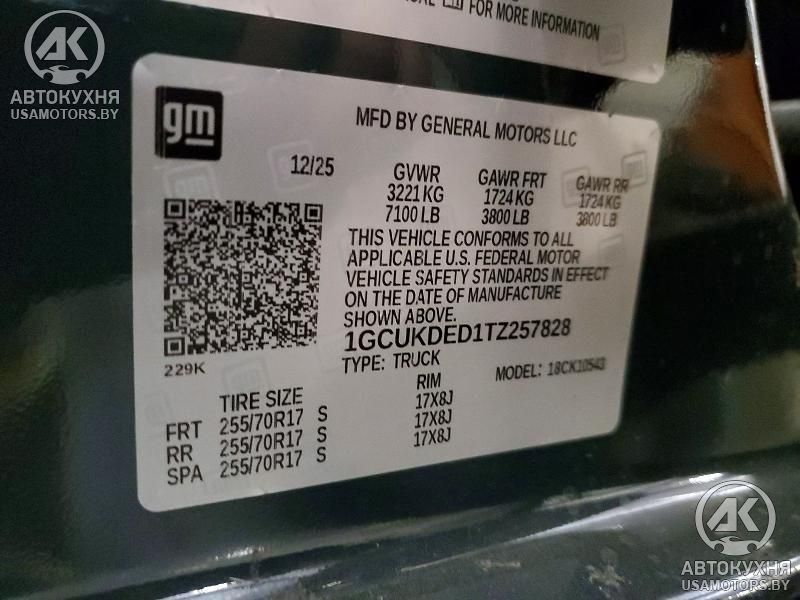 FOR MORE INFORMATION
AK
АВТОКУХНЯ
USAMOTORS.BY
gm
MFD BY GENERAL MOTORS LLC
12/25
GVWR GAWR FRT GAWR RR
3221 KG 1724 KG 1724 KG
7100 LB 3800 LB 3800 LB
THIS VEHICLE CONFORMS TO ALL
APPLICABLE U.S. FEDERAL MOTOR
VEHICLE SAFETY STANDARDS IN EFFECT
ON THE DATE OF MANUFACTURE
SHOWN ABOVE.
1GCUKDED1TZ257828
229K
TYPE: TRUCK MODEL: 18CK10543
TIRE SIZE RIM
FRT 255/70R17 S 17X8J
RR 255/70R17 S 17X8J
SPA 255/70R17 S 17X8J
AK
АВТОКУХНЯ
USAMOTORS.BY